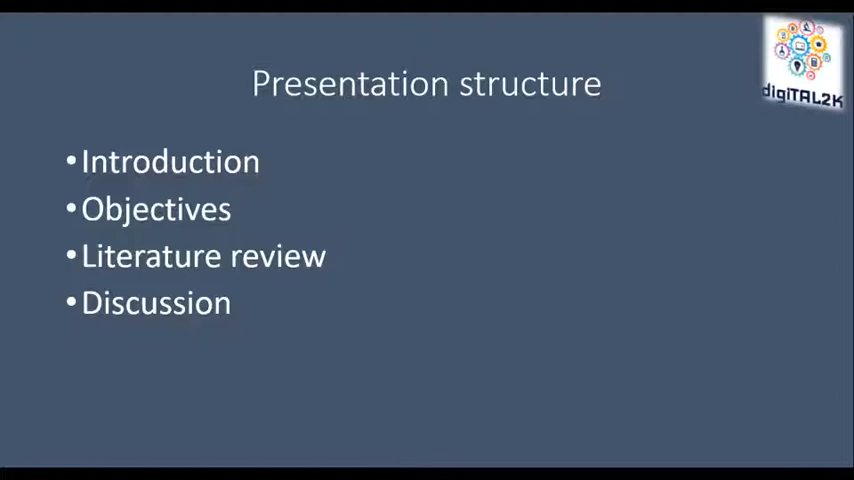 digiTAL2K
Presentation structure
•Introduction
•Objectives
•Literature review
•Discussion